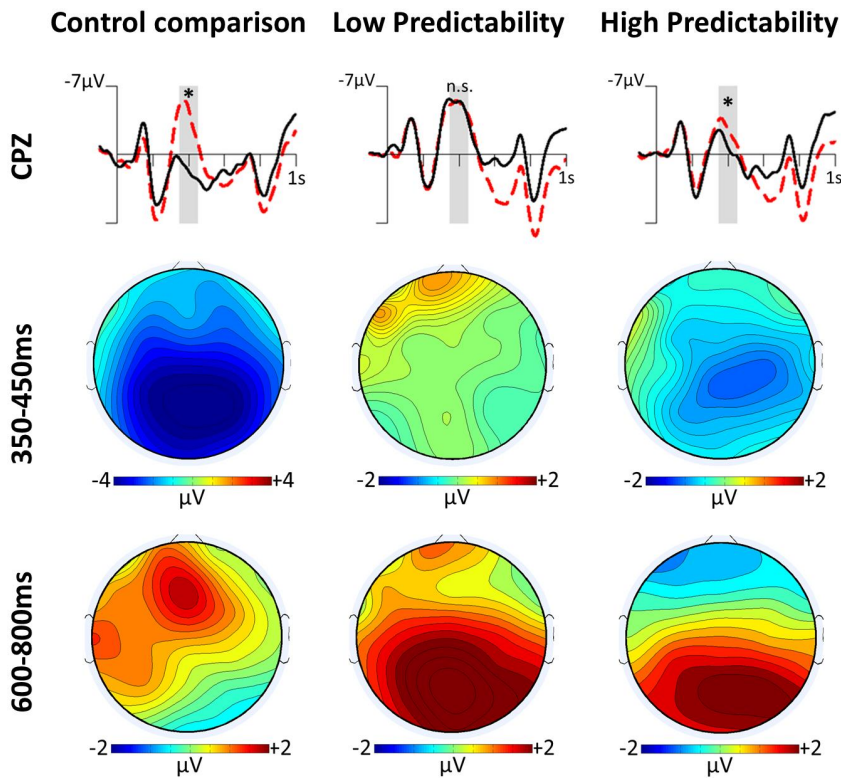 Control comparison Low Predictability High Predictability
CPZ
-7µV * 1s
-7µV n.s. 1s
-7µV * 1s
350-450ms
-4 +4 -2 +2 -2 +2
µV µV µV
600-800ms
-2 +2 -2 +2 -2 +2
µV µV µV